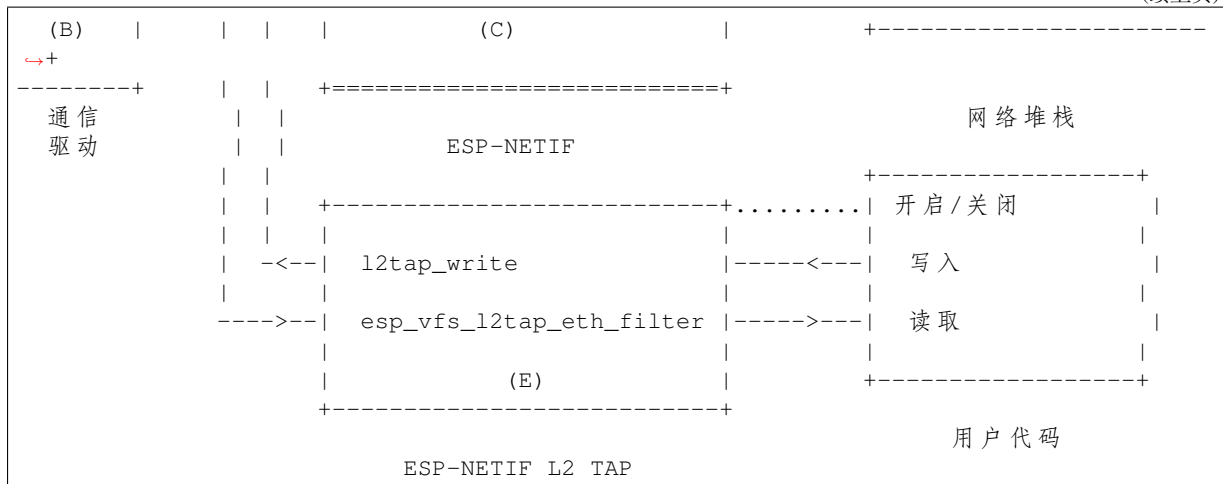 (B)    |       |  |   |            (C)                |          +-----------------------
↪+
--------+      |  |   +===========================+
通信           |  |                                          网络堆栈
驱动           |  |          ESP-NETIF
               |  |                                     +------------------+
               |  |   +---------------------------+.........| 开启/关闭        |
               |  |   |                           |         |                  |
               |  -<--|  l2tap_write              |-----<---|  写入            |
               |      |                           |         |                  |
               ---->--|  esp_vfs_l2tap_eth_filter |----->---|  读取            |
                      |                           |         |                  |
                      |            (E)            |         +------------------+
                      +---------------------------+
                                                              用户代码
                            ESP-NETIF L2 TAP